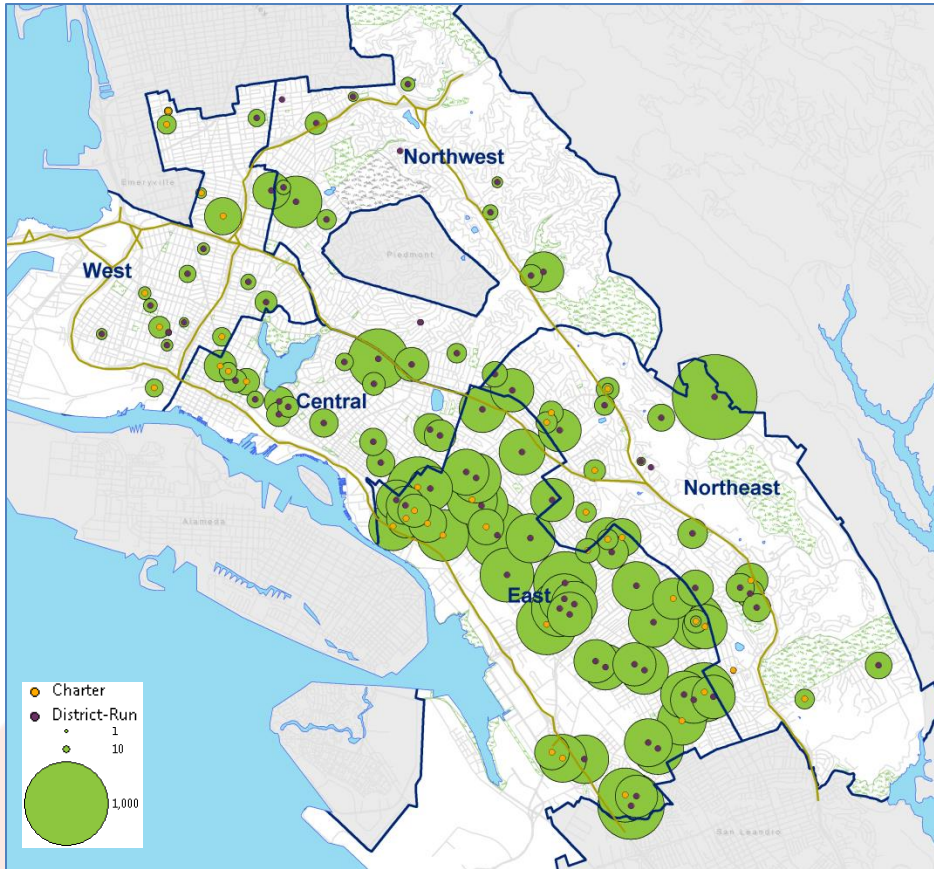 Northwest
Emeryville
Piedmont
West
Central
Northeast
Alameda
East
San Leandro
Charter
District-Run
1
10
1,000